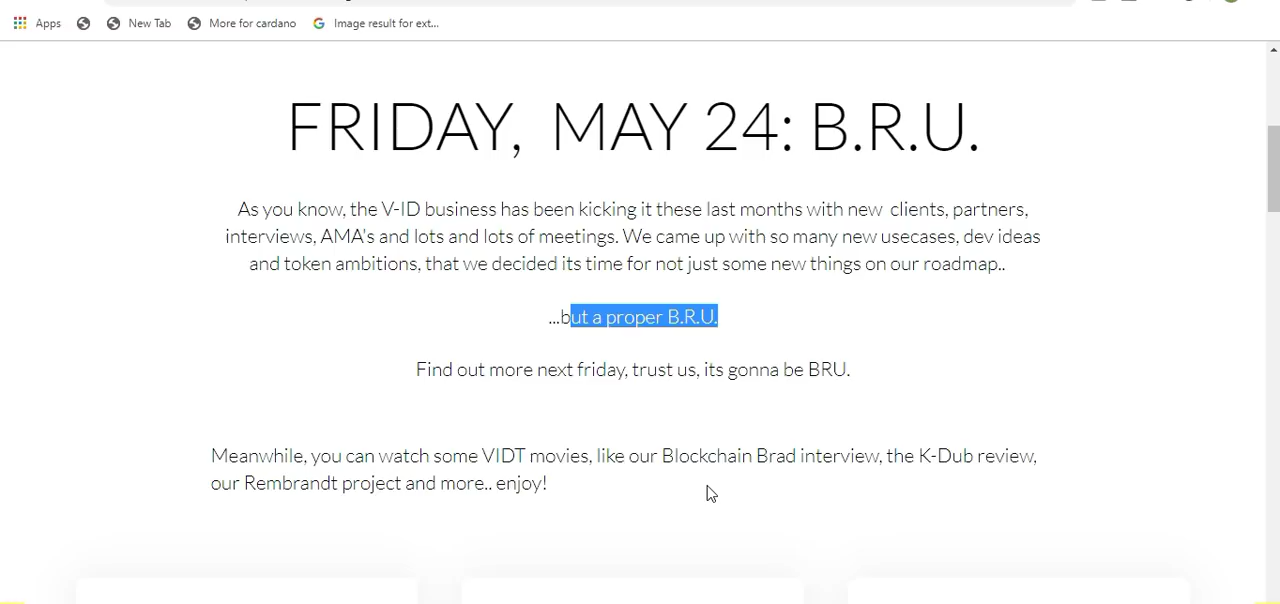 Apps New Tab More for cardano Image result for ext...
FRIDAY, MAY 24: B.R.U.
As you know, the V-ID business has been kicking it these last months with new clients, partners,
interviews, AMA's and lots and lots of meetings. We came up with so many new usecases, dev ideas
and token ambitions, that we decided its time for not just some new things on our roadmap..
...but a proper B.R.U.
Find out more next friday, trust us, its gonna be BRU.
Meanwhile, you can watch some VIDT movies, like our Blockchain Brad interview, the K-Dub review,
our Rembrandt project and more.. enjoy!